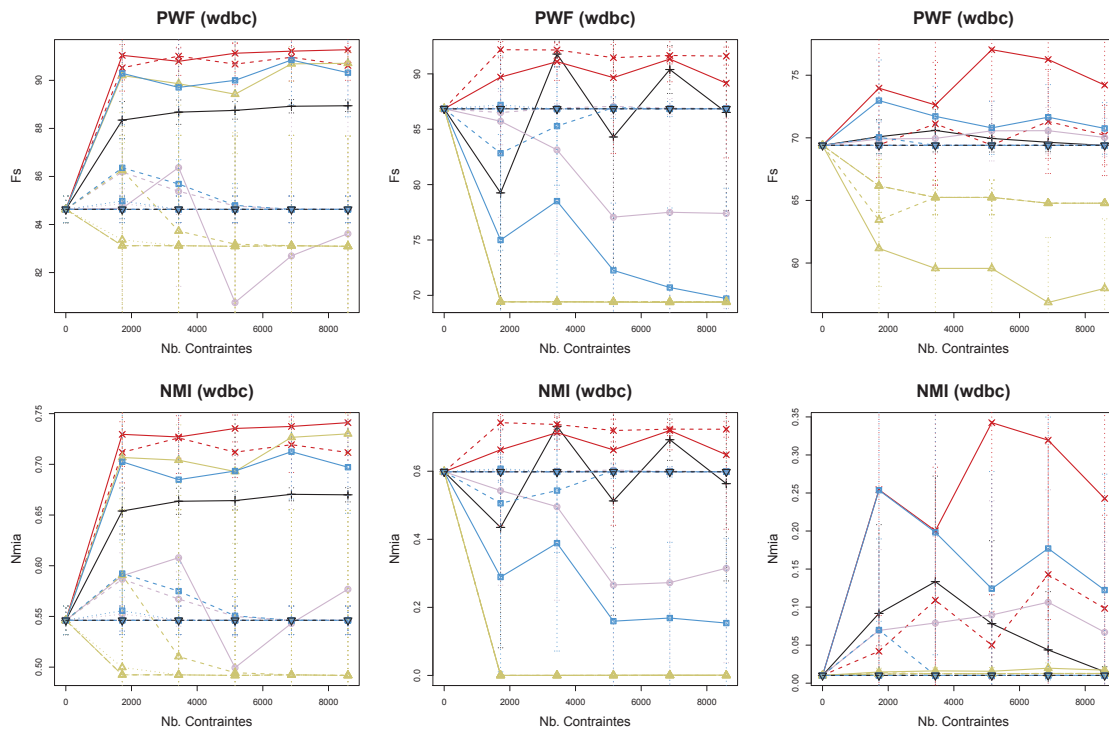 PWF (wdbc)
Fs
90
88
86
84
82
0 2000 4000 6000 8000
Nb. Contraintes
PWF (wdbc)
90
85
80
75
70
0 2000 4000 6000 8000
Nb. Contraintes
PWF (wdbc)
Fs
75
70
65
60
0 2000 4000 6000 8000
Nb. Contraintes
NMI (wdbc)
Nmia
0.75
0.70
0.65
0.60
0.55
0.50
0 2000 4000 6000 8000
Nb. Contraintes
NMI (wdbc)
Nmia
0.6
0.4
0.2
0.0
0 2000 4000 6000 8000
Nb. Contraintes
NMI (wdbc)
Nmia
0.35
0.30
0.25
0.20
0.15
0.10
0.05
0.00
0 2000 4000 6000 8000
Nb. Contraintes